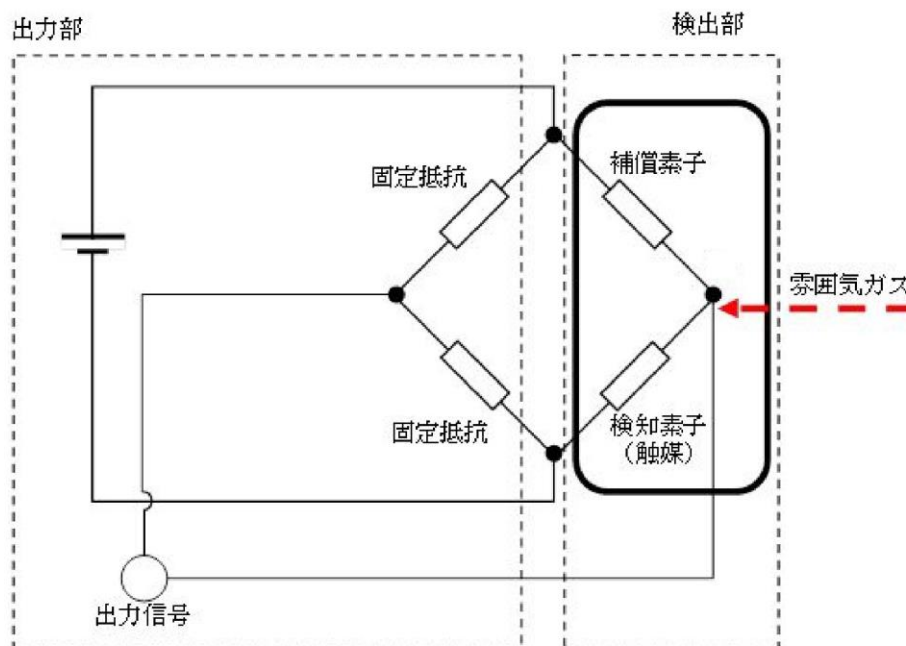 出力部
検出部
固定抵抗
補償素子
雰囲気ガス
固定抵抗
検知素子
（触媒）
出力信号